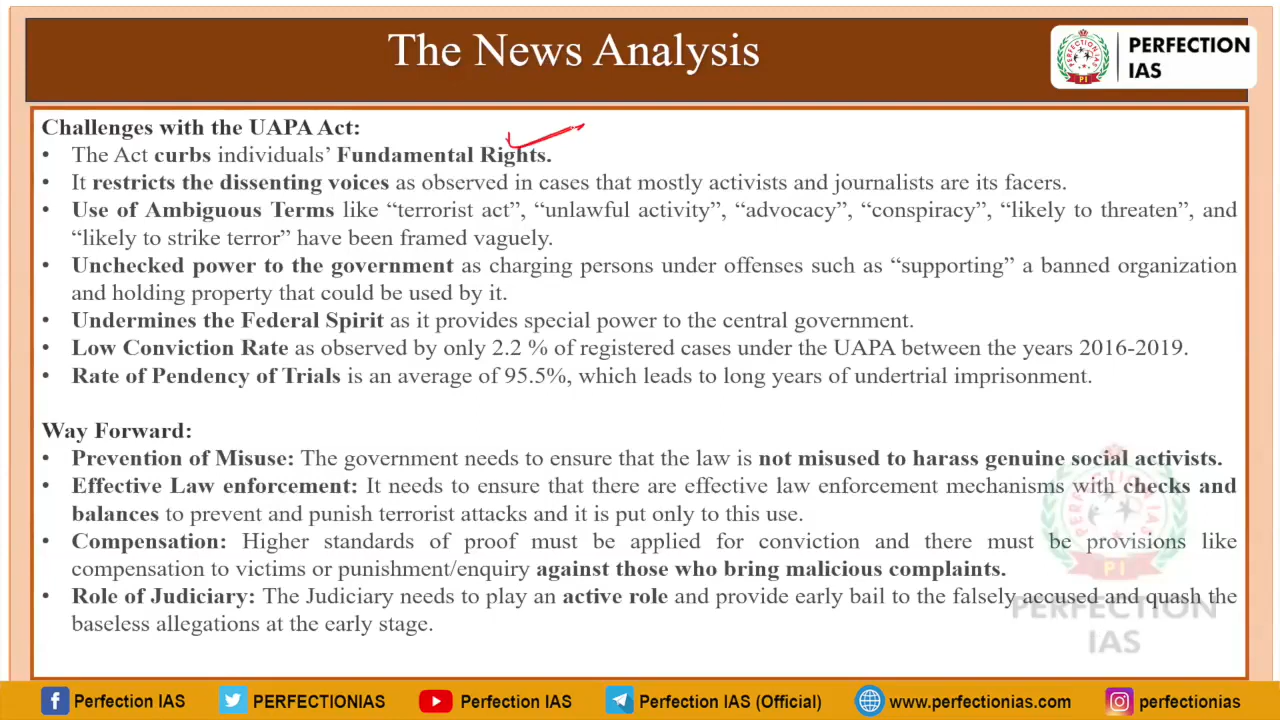 The News Analysis
PERFECTION
IAS
Challenges with the UAPA Act:
• The Act curbs individuals' Fundamental Rights.
• It restricts the dissenting voices as observed in cases that mostly activists and journalists are its facers.
• Use of Ambiguous Terms like "terrorist act", "unlawful activity", "advocacy", "conspiracy", "likely to threaten", and
"likely to strike terror" have been framed vaguely.
• Unchecked power to the government as charging persons under offenses such as "supporting" a banned organization
and holding property that could be used by it.
• Undermines the Federal Spirit as it provides special power to the central government.
• Low Conviction Rate as observed by only 2.2 % of registered cases under the UAPA between the years 2016-2019.
• Rate of Pendency of Trials is an average of 95.5%, which leads to long years of undertrial imprisonment.
Way Forward:
• Prevention of Misuse: The government needs to ensure that the law is not misused to harass genuine social activists.
• Effective Law enforcement: It needs to ensure that there are effective law enforcement mechanisms with checks and
balances to prevent and punish terrorist attacks and it is put only to this use.
• Compensation: Higher standards of proof must be applied for conviction and there must be provisions like
compensation to victims or punishment/enquiry against those who bring malicious complaints.
• Role of Judiciary: The Judiciary needs to play an active role and provide early bail to the falsely accused and quash the
baseless allegations at the early stage.
PERFECTION IAS
PI
PERFECTION
IAS
Perfection IAS
PERFECTIONIAS
Perfection IAS
Perfection IAS (Official)
www.perfectionias.com
perfectionias